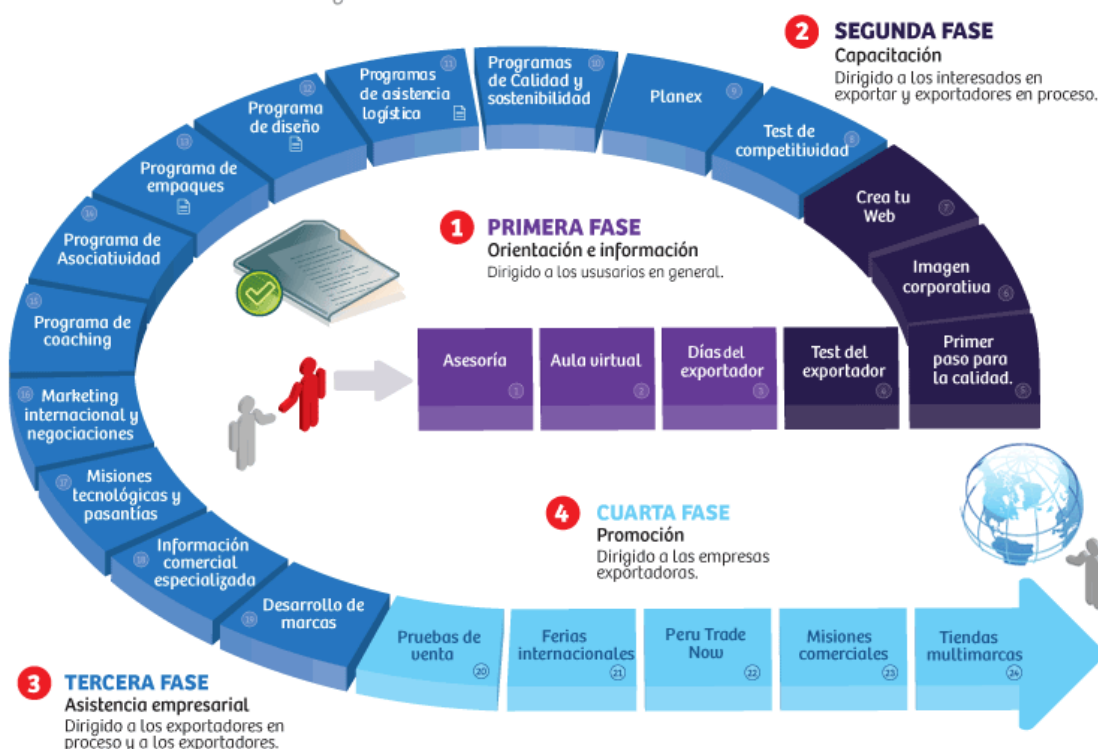 2 SEGUNDA FASE
Capacitación
Dirigido a los interesados en
exportar y exportadores en proceso.
Programas
de Calidad y
sostenibilidad
10
Planex
9
Test de
competitividad
8
Programas
de asistencia
logística
11
Programa
de diseño
12
Programa de
empaques
13
Programa de
Asociatividad
14
Programa de
coaching
15
Marketing
internacional y
negociaciones
16
Misiones
tecnológicas y
pasantías
17
Información
comercial
especializada
18
Desarrollo de
marcas
19
Crea tu
Web
7
Imagen
corporativa
6
Primer
paso para
la calidad.
5
1 PRIMERA FASE
Orientación e información
Dirigido a los ususarios en general.
Asesoría
1
Aula virtual
2
Días del
exportador
3
Test del
exportador
4
4 CUARTA FASE
Promoción
Dirigido a las empresas
exportadoras.
Pruebas de
venta
20
Ferias
internacionales
21
Peru Trade
Now
22
Misiones
comerciales
23
Tiendas
multimarcas
24
3 TERCERA FASE
Asistencia empresarial
Dirigido a los exportadores en
proceso y a los exportadores.